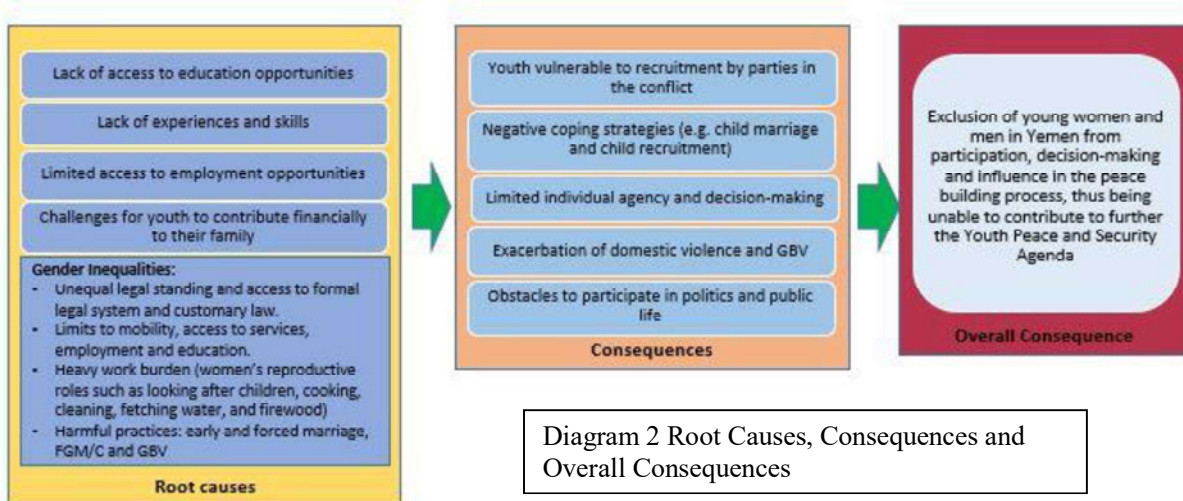 Lack of access to education opportunities
Lack of experiences and skills
Limited access to employment opportunities
Challenges for youth to contribute financially
to their family
Gender Inequalities:
- Unequal legal standing and access to formal
legal system and customary law.
- Limits to mobility, access to services,
employment and education.
- Heavy work burden (women's reproductive
roles such as looking after children, cooking,
cleaning, fetching water, and firewood)
- Harmful practices: early and forced marriage,
FGM/C and GBV
Root causes
Youth vulnerable to recruitment by parties in
the conflict
Negative coping strategies (e.g. child marriage
and child recruitment)
Limited individual agency and decision-making
Exacerbation of domestic violence and GBV
Obstacles to participate in politics and public
life
Consequences
Exclusion of young women and
men in Yemen from
participation, decision-making
and influence in the peace
building process, thus being
unable to contribute to further
the Youth Peace and Security
Agenda
Overall Consequence
Diagram 2 Root Causes, Consequences and
Overall Consequences